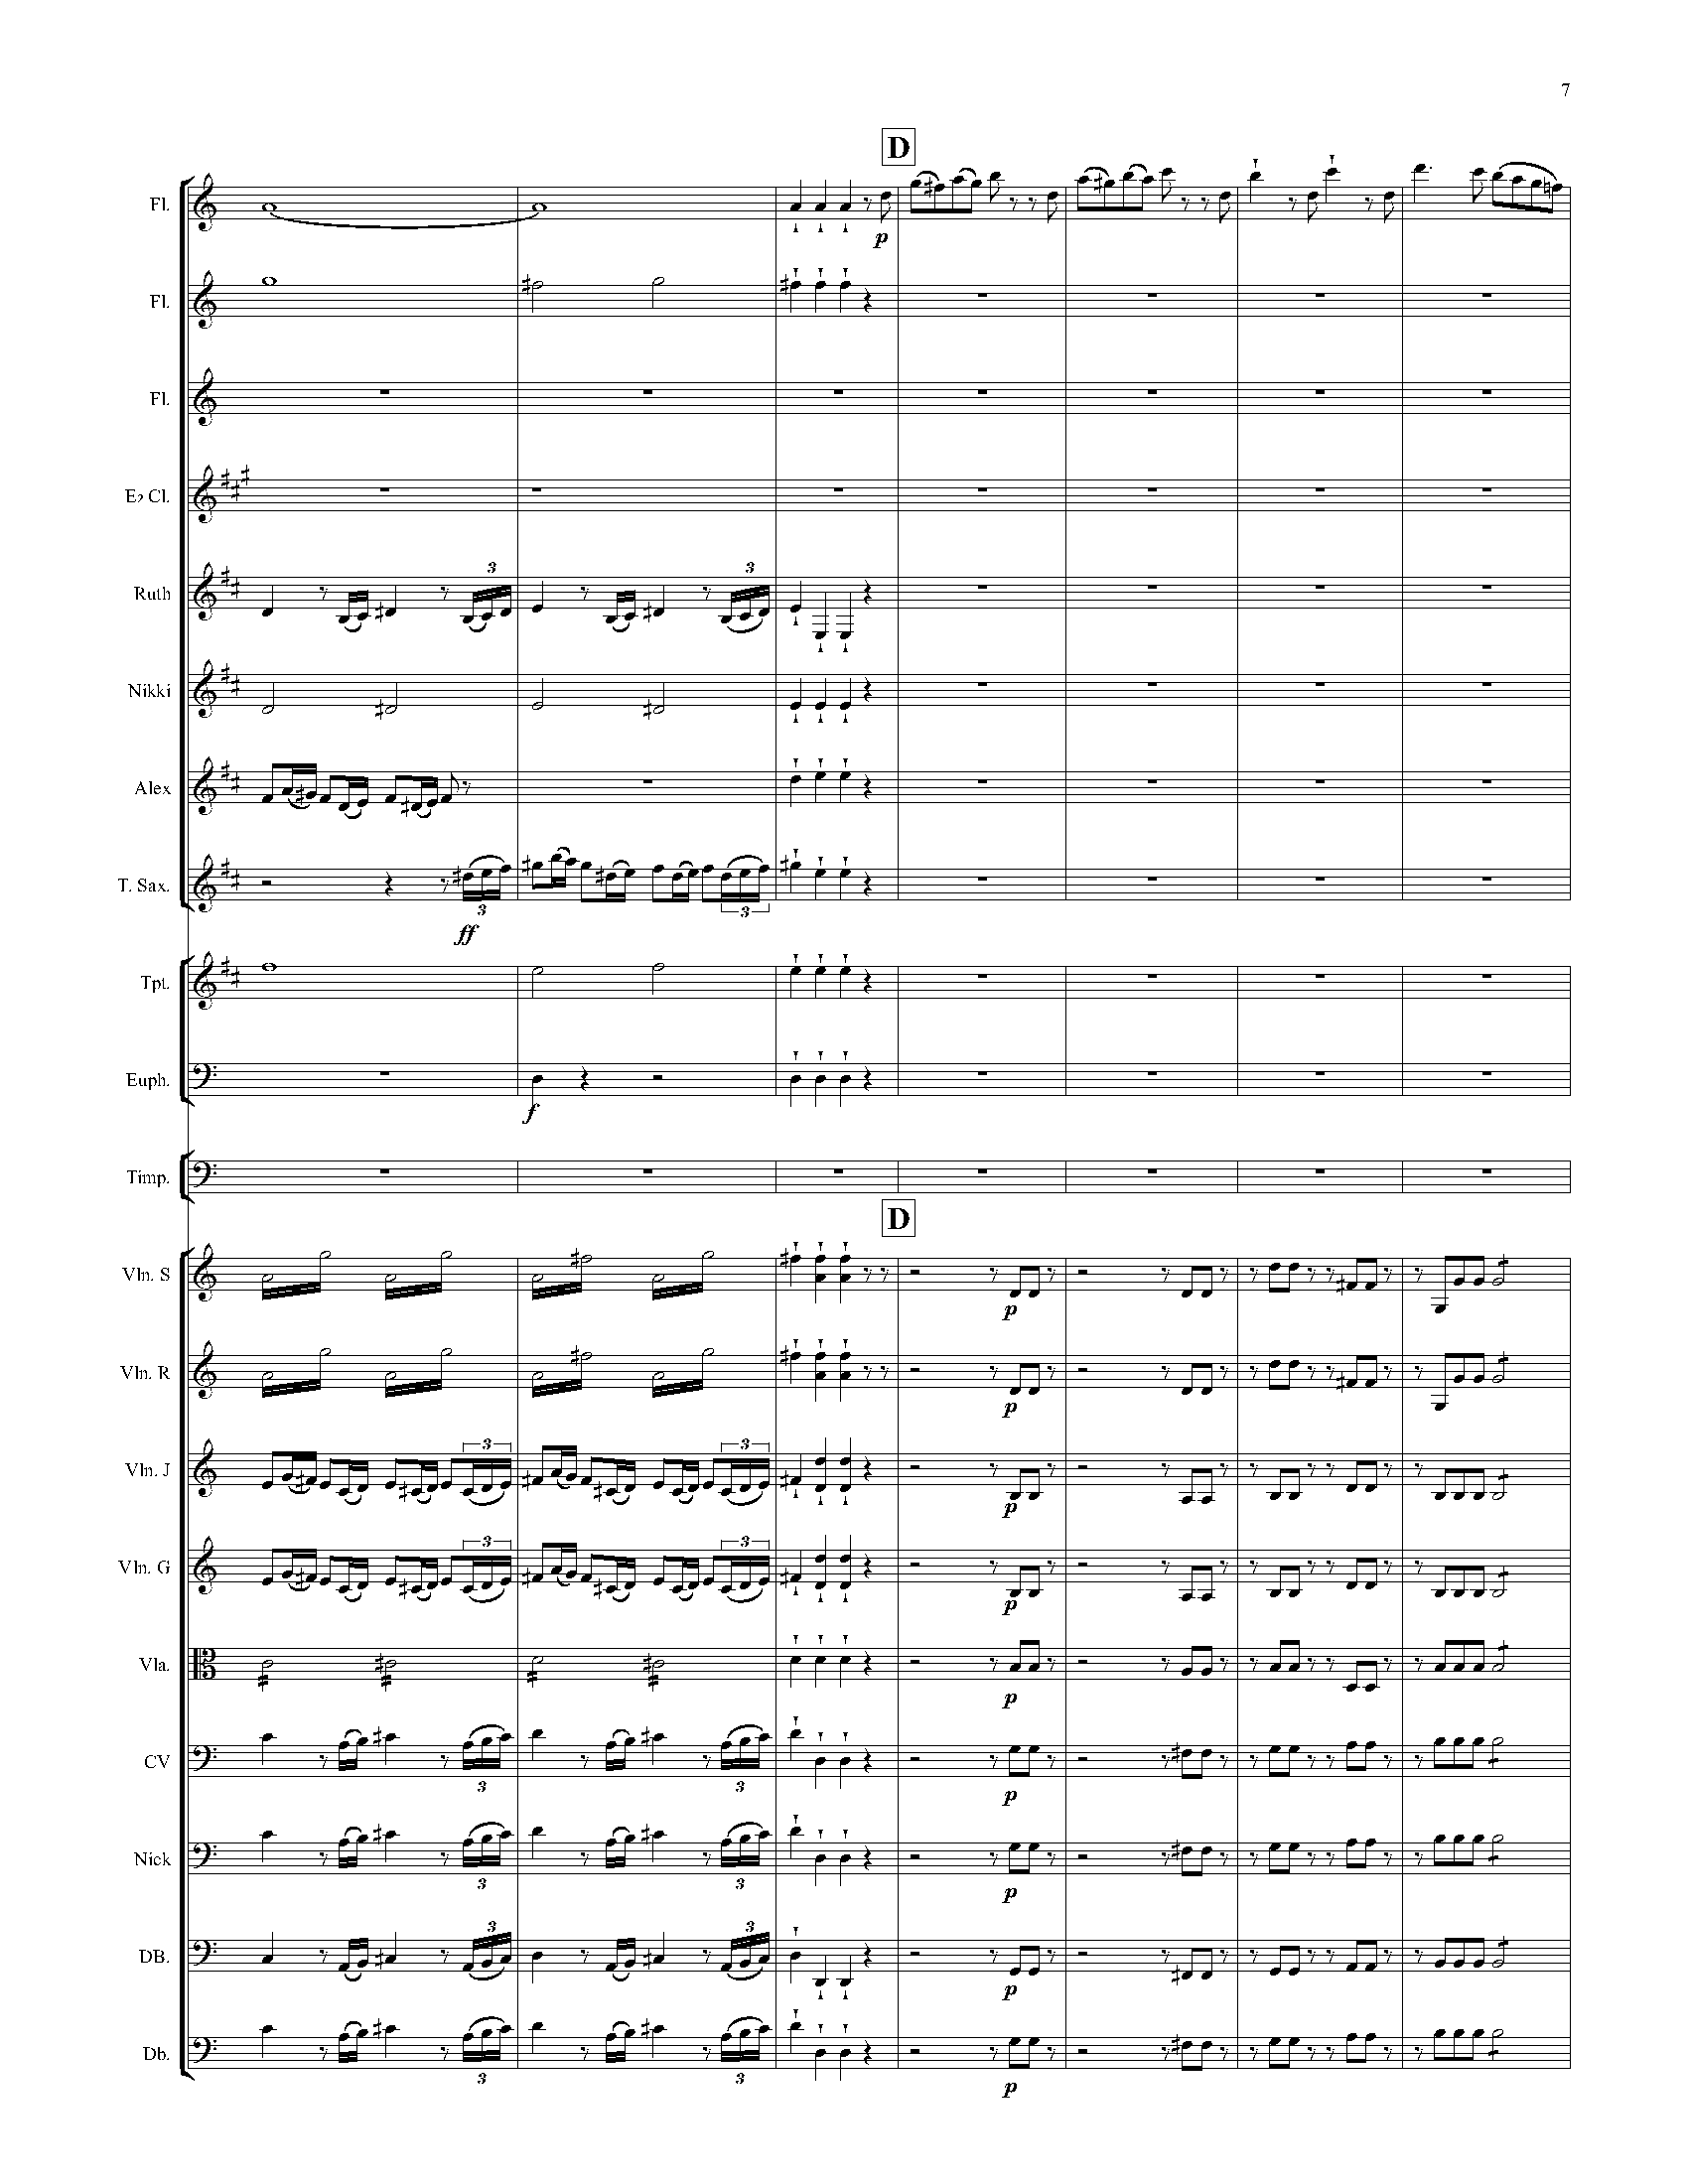 7
D
Fl.
p
Fl.
Fl.
E♭ Cl.
Ruth
3
3
Nikki
Alex
T. Sax.
3
3
ff
Tpt.
Euph.
f
Timp.
D
Vln. S
p
Vln. R
p
Vln. J
3
3
p
Vln. G
3
3
p
Vla.
p
CV
3
3
p
Nick
3
3
p
DB.
3
3
p
Db.
3
3
p